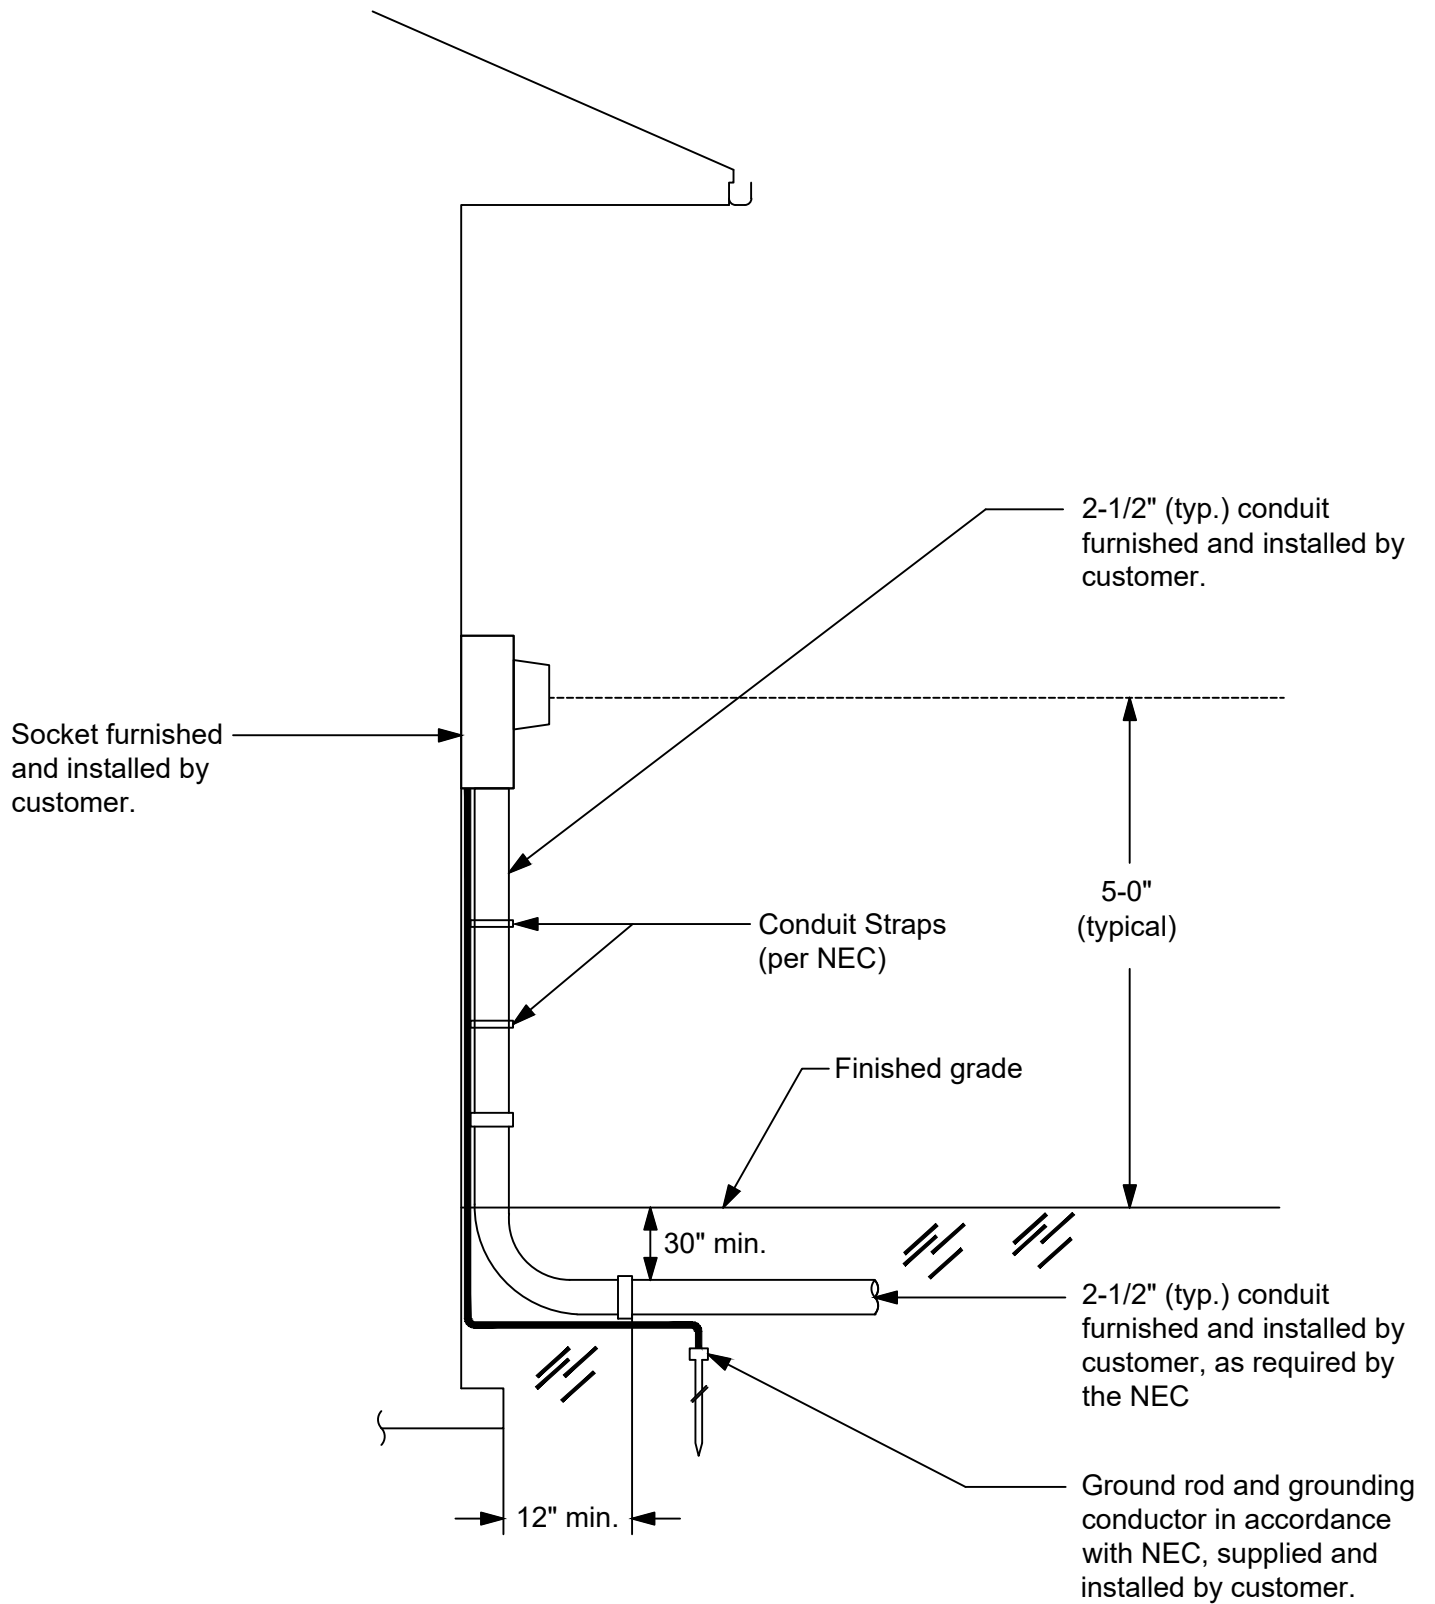 2-1/2" (typ.) conduit
furnished and installed by
customer.
Socket furnished
and installed by
customer.
5-0"
(typical)
Conduit Straps
(per NEC)
Finished grade
30" min.
2-1/2" (typ.) conduit
furnished and installed by
customer, as required by
the NEC
Ground rod and grounding
conductor in accordance
with NEC, supplied and
installed by customer.
12" min.